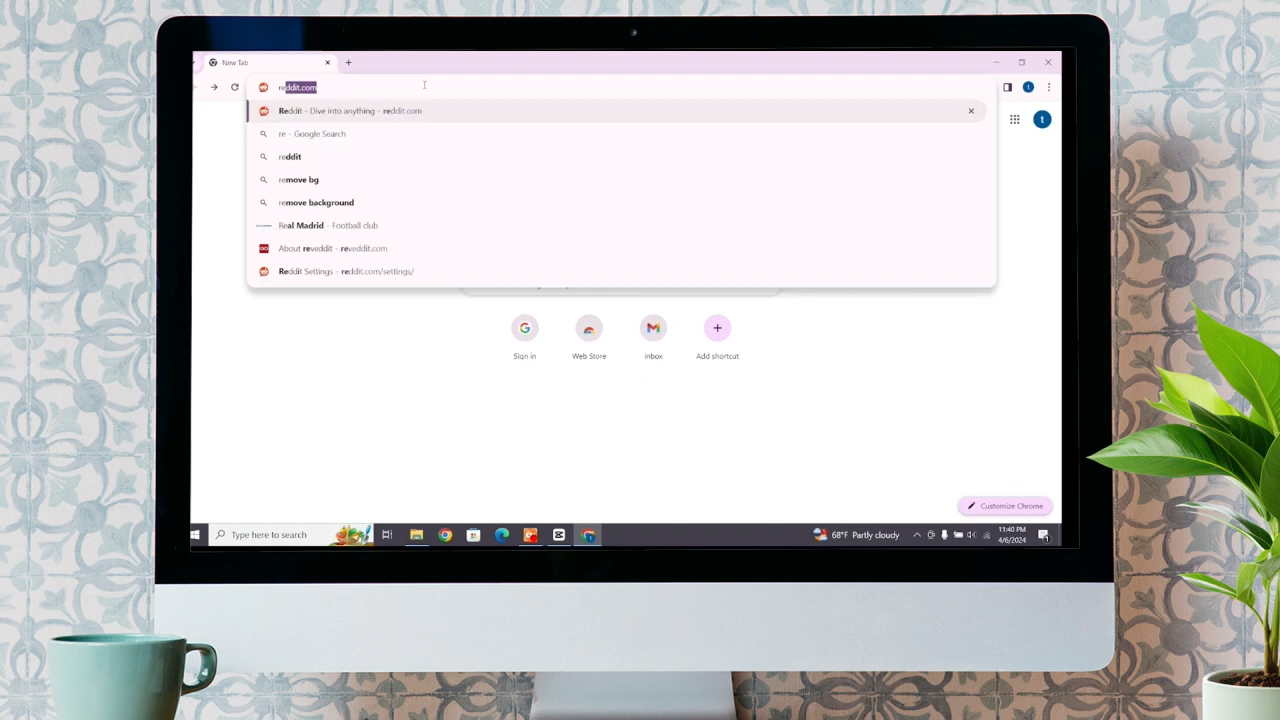 New Tab
reddit.com
Reddit - Dive into anything - reddit.com
re - Google Search
reddit
remove bg
remove background
Real Madrid - Football club
About reveddit - reveddit.com
Reddit Settings - reddit.com/settings/
t
Sign in
Web Store
inbox
Add shortcut
Customize Chrome
Type here to search
68°F Partly cloudy
11:40 PM
4/6/2024